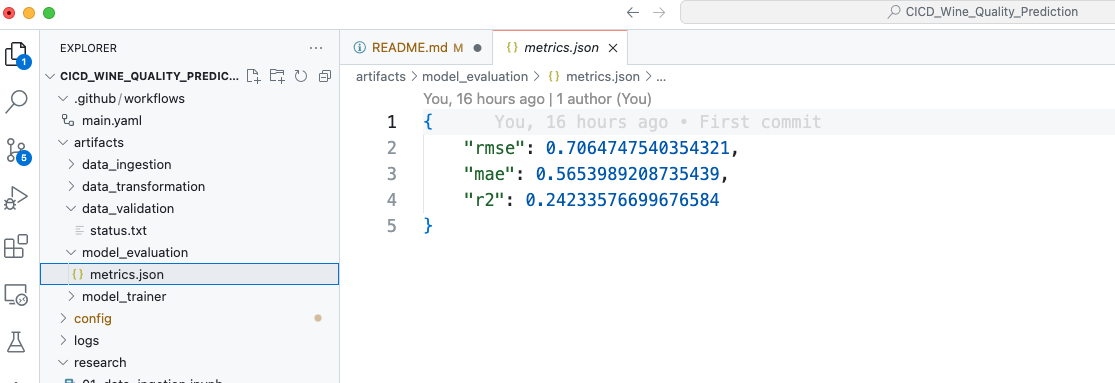 CICD_Wine_Quality_Prediction
EXPLORER
README.md M
{} metrics.json
CICD_WINE_QUALITY_PREDIC...
artifacts > model_evaluation > {} metrics.json > ...
.github/workflows
main.yaml
artifacts
data_ingestion
data_transformation
data_validation
status.txt
model_evaluation
{} metrics.json
model_trainer
config
logs
research
1
5
You, 16 hours ago | 1 author (You)
1 { You, 16 hours ago • First commit
2 "rmse": 0.7064747540354321,
3 "mae": 0.5653989208735439,
4 "r2": 0.24233576699676584
5 }